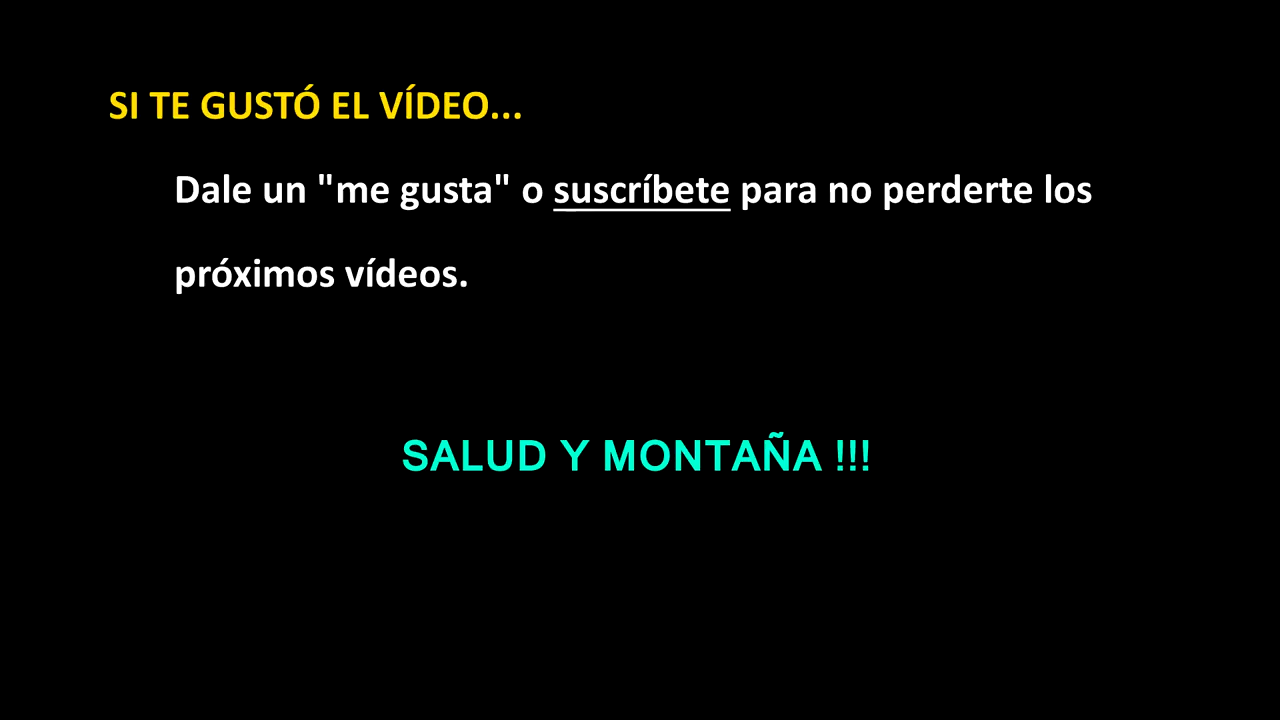 SI TE GUSTÓ EL VÍDEO...
Dale un "me gusta" o suscríbete para no perderte los
próximos vídeos.
SALUD Y MONTAÑA !!!